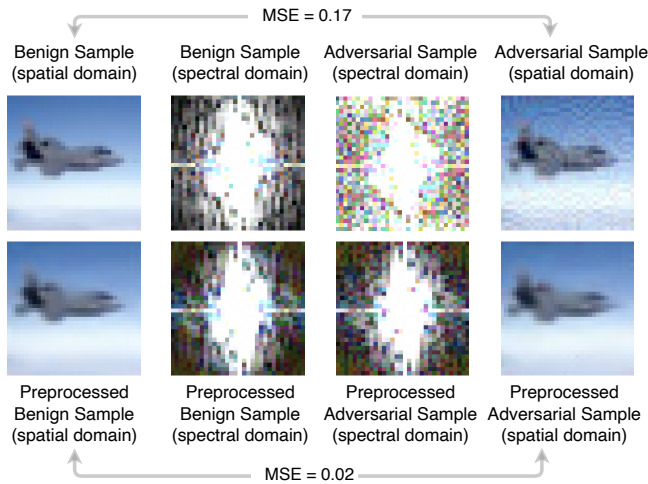 MSE = 0.17
Benign Sample
(spatial domain)
Benign Sample
(spectral domain)
Adversarial Sample
(spectral domain)
Adversarial Sample
(spatial domain)
Preprocessed
Benign Sample
(spatial domain)
Preprocessed
Benign Sample
(spectral domain)
Preprocessed
Adversarial Sample
(spectral domain)
Preprocessed
Adversarial Sample
(spatial domain)
MSE = 0.02